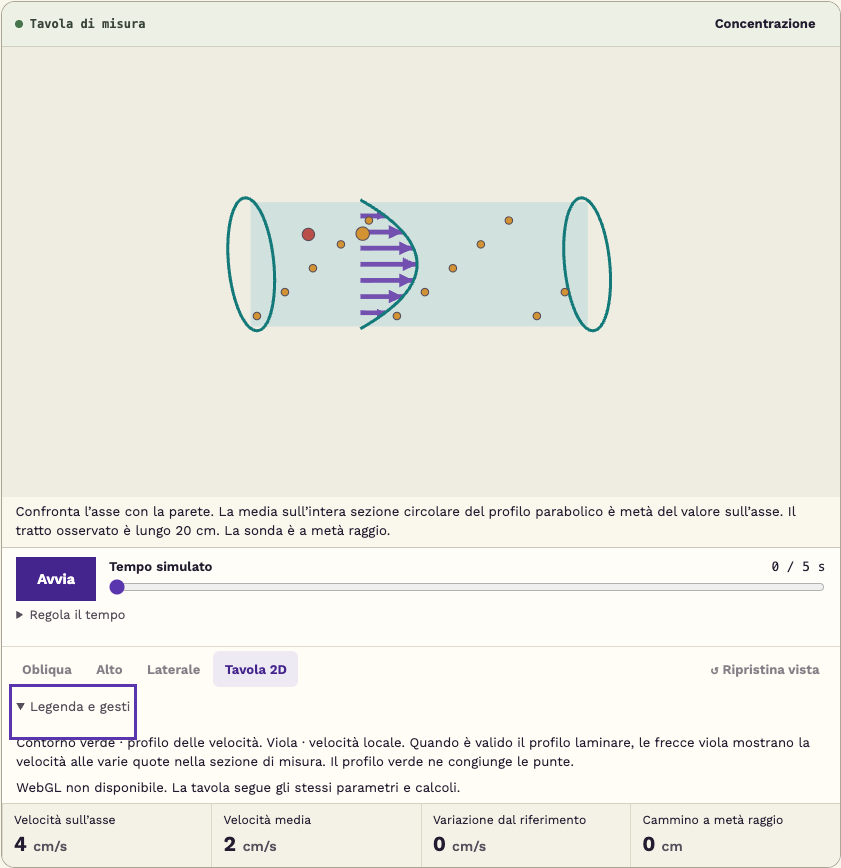 Tavola di misura
Concentrazione
Confronta l’asse con la parete. La media sull’intera sezione circolare del profilo parabolico è metà del valore sull’asse. Il
tratto osservato è lungo 20 cm. La sonda è a metà raggio.
Avvia
Tempo simulato
0 / 5 s
▶ Regola il tempo
Obliqua
Alto
Laterale
Tavola 2D
↺ Ripristina vista
▼ Legenda e gesti
Contorno verde · profilo delle velocità. Viola · velocità locale. Quando è valido il profilo laminare, le frecce viola mostrano la
velocità alle varie quote nella sezione di misura. Il profilo verde ne congiunge le punte.
WebGL non disponibile. La tavola segue gli stessi parametri e calcoli.
Velocità sull’asse
4 cm/s
Velocità media
2 cm/s
Variazione dal riferimento
0 cm/s
Cammino a metà raggio
0 cm